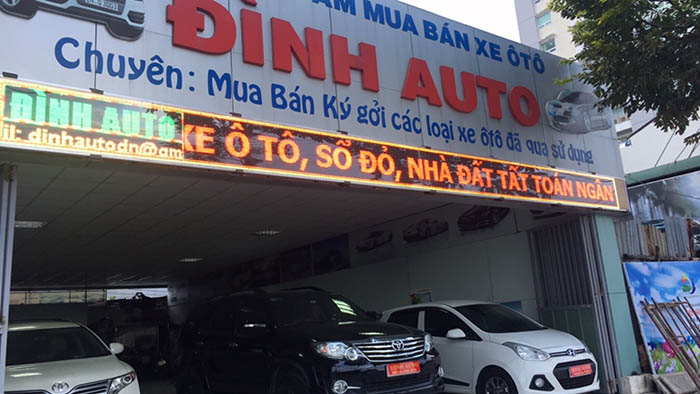 MUA BÁN XE ÔTÔ
ĐÌNH AUTO
Chuyên: Mua Bán Ký gởi các loại xe ôtô đã qua sử dụng
ĐÌNH AUTO
il: dinhautodn@gm
XE Ô TÔ, SỔ ĐỎ, NHÀ ĐẤT TẤT TOÁN NGÂN